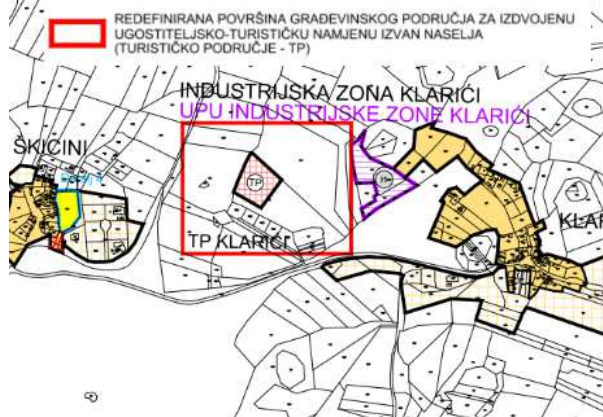 REDEFINIRANA POVRŠINA GRAĐEVINSKOG PODRUČJA ZA IZDVOJENU
UGOSTITELJSKO-TURISTIČKU NAMJENU IZVAN NASELJA
(TURISTIČKO PODRUČJE - TP)
INDUSTRIJSKA ZONA KLARIĆI
UPU INDUSTRIJSKE ZONE KLARIĆI
ŠKICINI
TP
KLAR
TP KLARIĆI